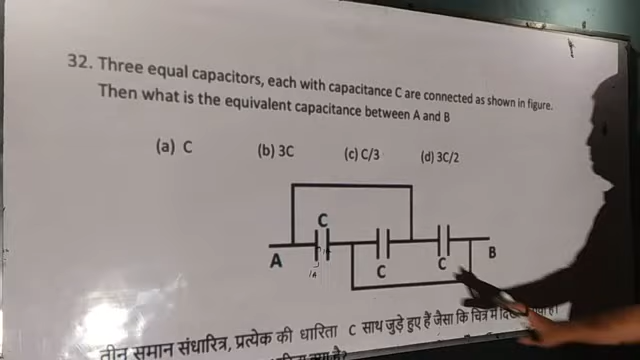 32. Three equal capacitors, each with capacitance C are connected as shown in figure.
Then what is the equivalent capacitance between A and B
(a) C (b) 3C (c) C/3 (d) 3C/2
C
A C C B
तीन समान संधारित्र, प्रत्येक की धारिता C साथ जुड़े हुए हैं जैसा कि चित्र में